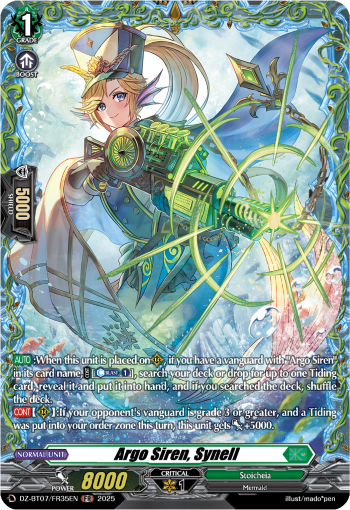 1
GRADE
BOOST
5000
SHIELD
AUTO :When this unit is placed on (R), if you have a vanguard with "Argo Siren"
in its card name, COST [Counter Blast 1], search your deck or drop for up to one Tiding
card, reveal it and put it into hand, and if you searched the deck, shuffle
the deck.
CONT (R) :If your opponent's vanguard is grade 3 or greater, and a Tiding
was put into your order zone this turn, this unit gets +5000.
NORMAL UNIT
Argo Siren, Synell
POWER 8000
CRITICAL
1
Stoicheia
Mermaid
D DZ-BT07/FR35EN FR 2025
illust/mado*pen